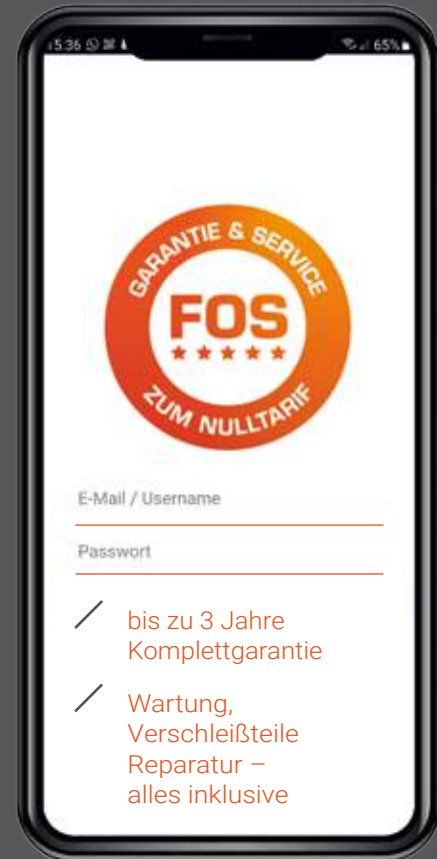 15:36
65%
GARANTIE & SERVICE
FOS
ZUM NULLTARIF
E-Mail / Username
Passwort
bis zu 3 Jahre
Komplettgarantie
Wartung,
Verschleißteile
Reparatur –
alles inklusive